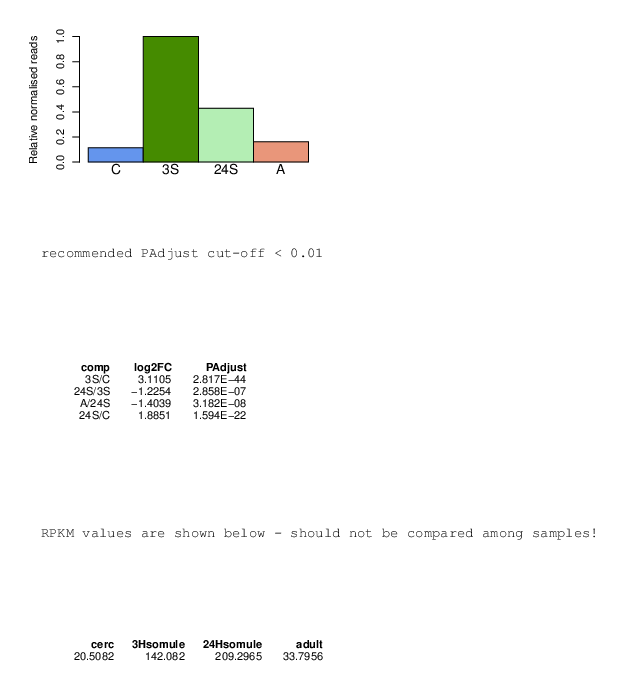 Relative normalised reads
1.0
0.8
0.6
0.4
0.2
0.0
C 3S 24S A
recommended PAdjust cut-off < 0.01
comp log2FC PAdjust
3S/C 3.1105 2.817E−44
24S/3S −1.2254 2.858E−07
A/24S −1.4039 3.182E−08
24S/C 1.8851 1.594E−22
RPKM values are shown below - should not be compared among samples!
cerc 3Hsomule 24Hsomule adult
20.5082 142.082 209.2965 33.7956